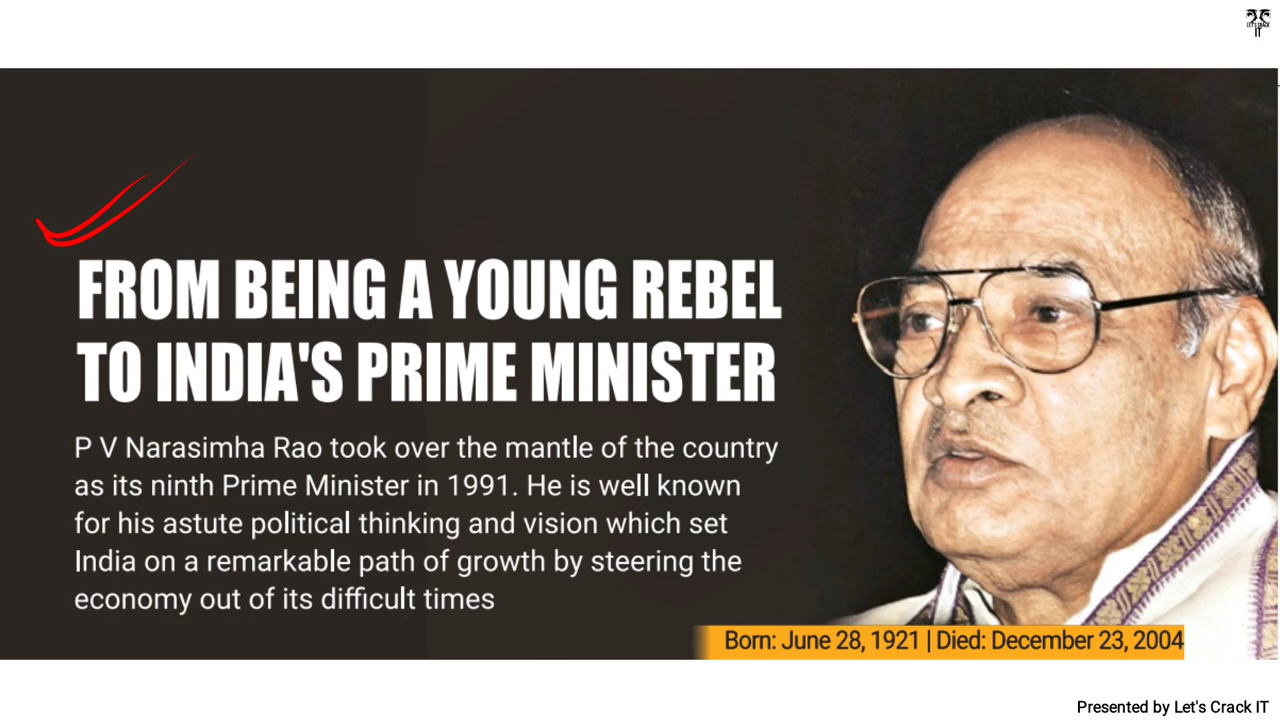 LET'S CRACK
IT
FROM BEING A YOUNG REBEL
TO INDIA'S PRIME MINISTER
P V Narasimha Rao took over the mantle of the country
as its ninth Prime Minister in 1991. He is well known
for his astute political thinking and vision which set
India on a remarkable path of growth by steering the
economy out of its difficult times
Born: June 28, 1921 | Died: December 23, 2004
Presented by Let's Crack IT